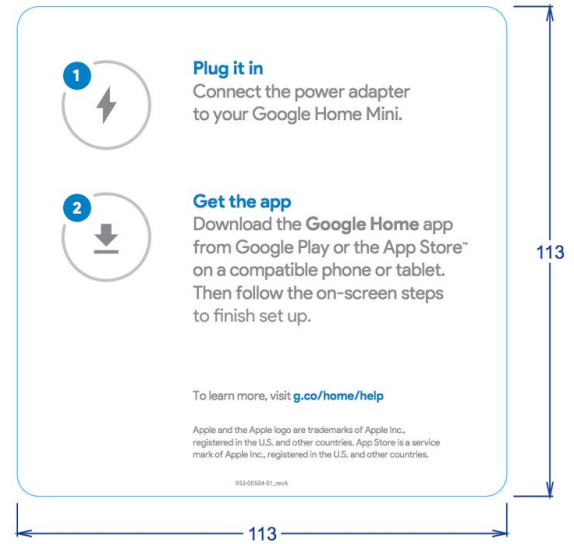 1
Plug it in
Connect the power adapter
to your Google Home Mini.
2
Get the app
Download the Google Home app
from Google Play or the App Store℠
on a compatible phone or tablet.
Then follow the on-screen steps
to finish set up.
To learn more, visit g.co/home/help
Apple and the Apple logo are trademarks of Apple Inc.,
registered in the U.S. and other countries. App Store is a service
mark of Apple Inc., registered in the U.S. and other countries.
953-00504-01_revA
113
113